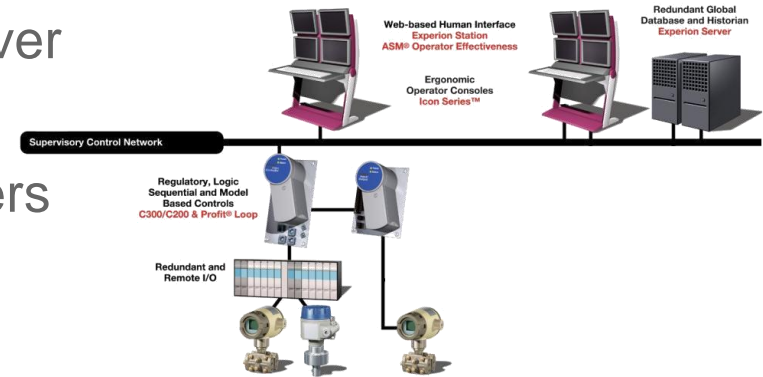 ver
Web-based Human Interface
Experion Station
ASM® Operator Effectiveness
Redundant Global
Database and Historian
Experion Server
Ergonomic
Operator Consoles
Icon Series™
Supervisory Control Network
ers
Regulatory, Logic
Sequential and Model
Based Controls
C300/C200 & Profit® Loop
Redundant and
Remote I/O